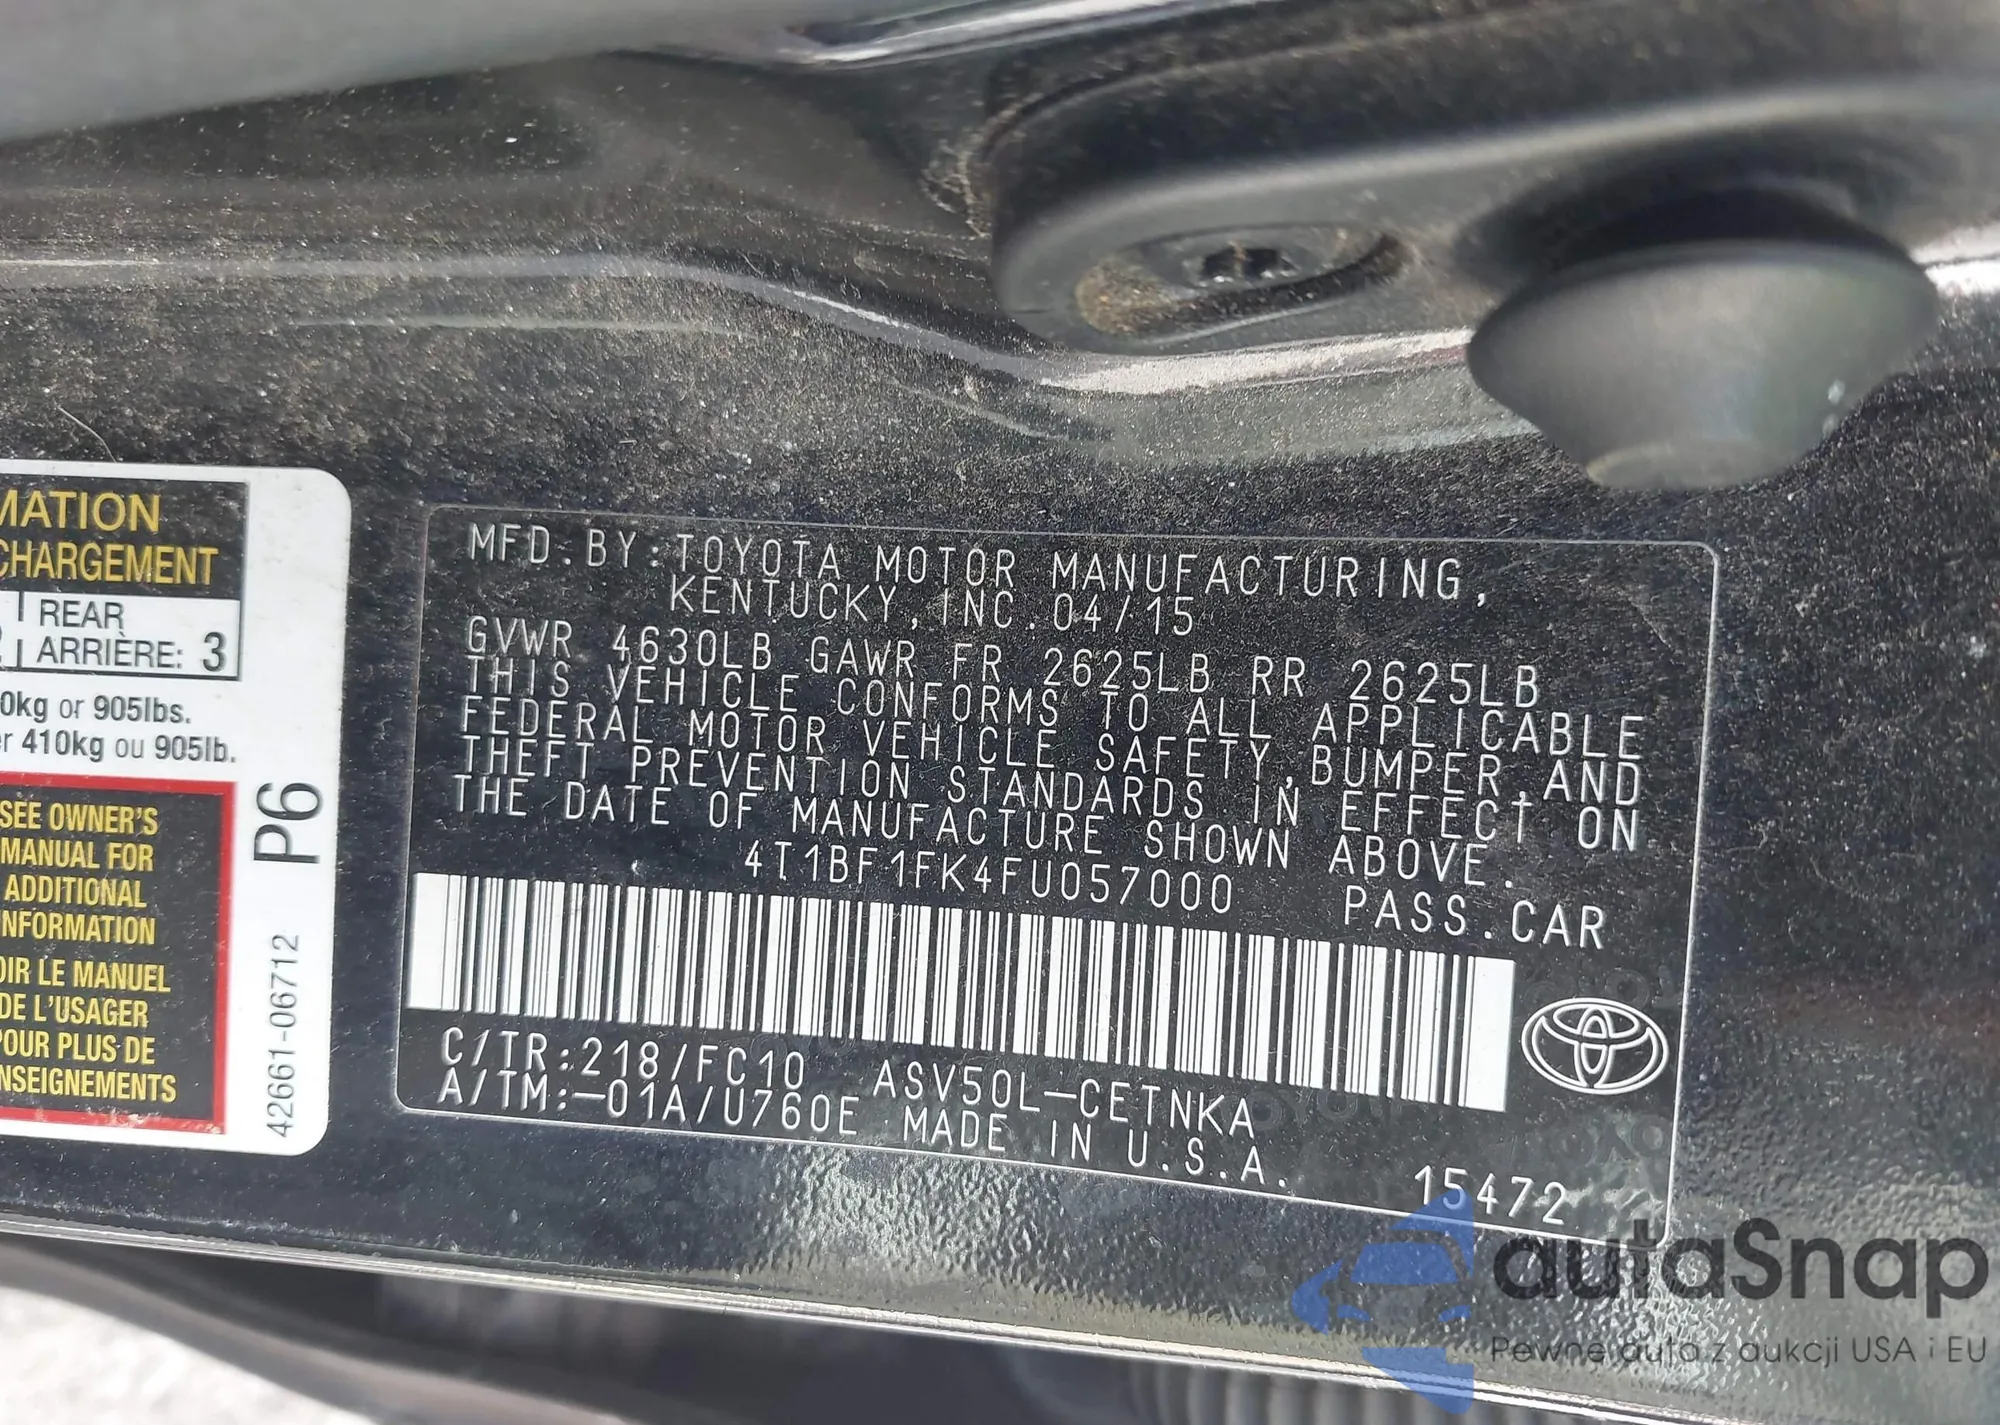 MATION
CHARGEMENT
REAR
ARRIÈRE: 3
0kg or 905lbs.
r 410kg ou 905lb.
SEE OWNER'S
MANUAL FOR
ADDITIONAL
NFORMATION
OIR LE MANUEL
DE L'USAGER
POUR PLUS DE
NSEIGNEMENTS
P6
42661-06712
MFD.BY:TOYOTA MOTOR MANUFACTURING,
KENTUCKY,INC.04/15
GVWR 4630LB GAWR FR 2625LB RR 2625LB
THIS VEHICLE CONFORMS TO ALL APPLICABLE
FEDERAL MOTOR VEHICLE SAFETY,BUMPER,AND
THEFT PREVENTION STANDARDS IN EFFECT ON
THE DATE OF MANUFACTURE SHOWN ABOVE.
4T1BF1FK4FU057000 PASS.CAR
C/TR:218/FC10 ASV50L-CETNKA
A/TM:-01A/U760E MADE IN U.S.A.
15472
autaSnap
Pewne auta z aukcji USA i EU